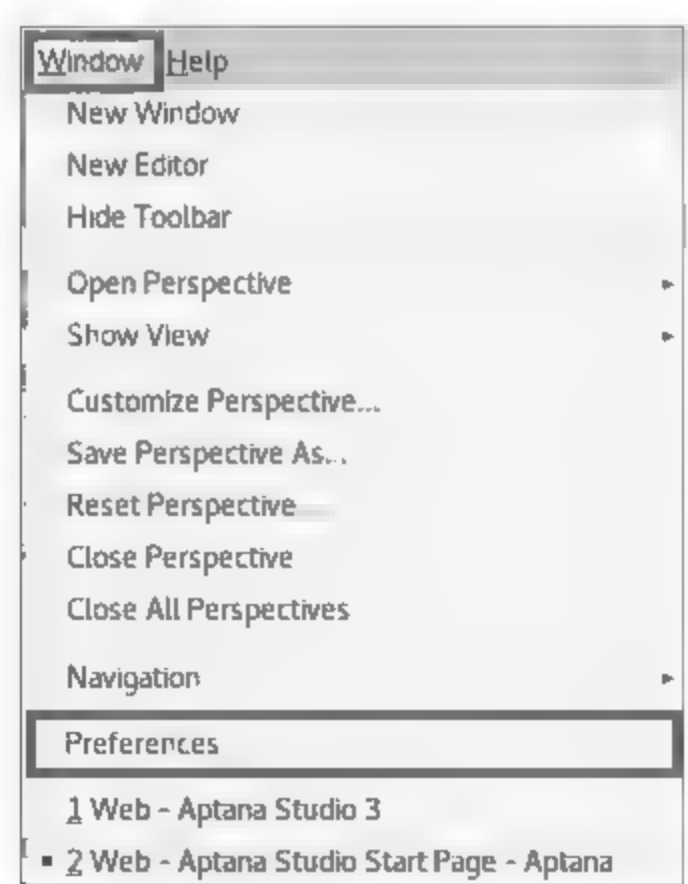 Window Help
New Window
New Editor
Hide Toolbar
Open Perspective
Show View
Customize Perspective...
Save Perspective As...
Reset Perspective
Close Perspective
Close All Perspectives
Navigation
Preferences
1 Web - Aptana Studio 3
2 Web - Aptana Studio Start Page - Aptana